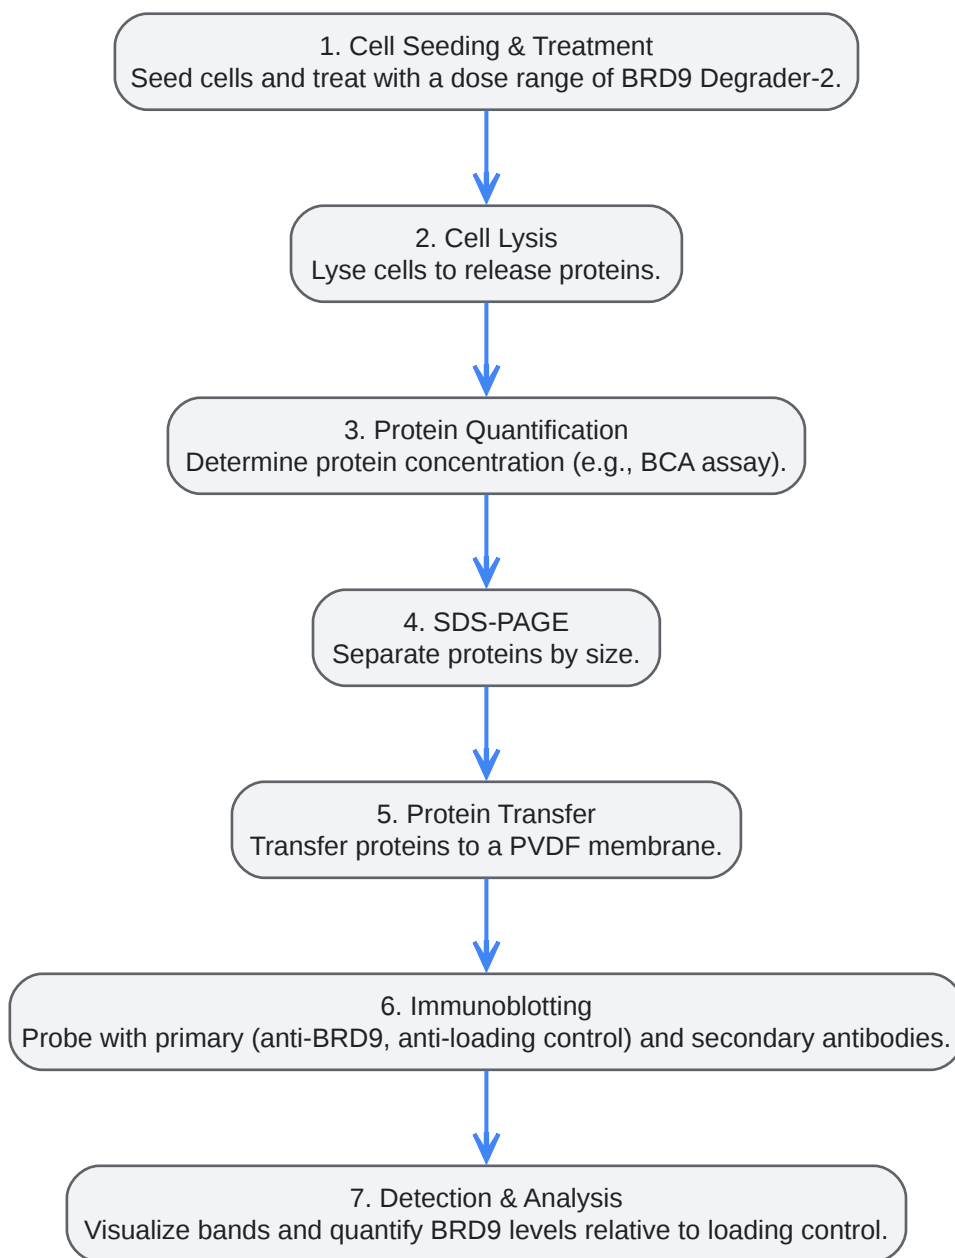 1. Cell Seeding & Treatment
Seed cells and treat with a dose range of BRD9 Degrader-2.
2. Cell Lysis
Lyse cells to release proteins.
3. Protein Quantification
Determine protein concentration (e.g., BCA assay).
4. SDS-PAGE
Separate proteins by size.
5. Protein Transfer
Transfer proteins to a PVDF membrane.
6. Immunoblotting
Probe with primary (anti-BRD9, anti-loading control) and secondary antibodies.
7. Detection & Analysis
Visualize bands and quantify BRD9 levels relative to loading control.